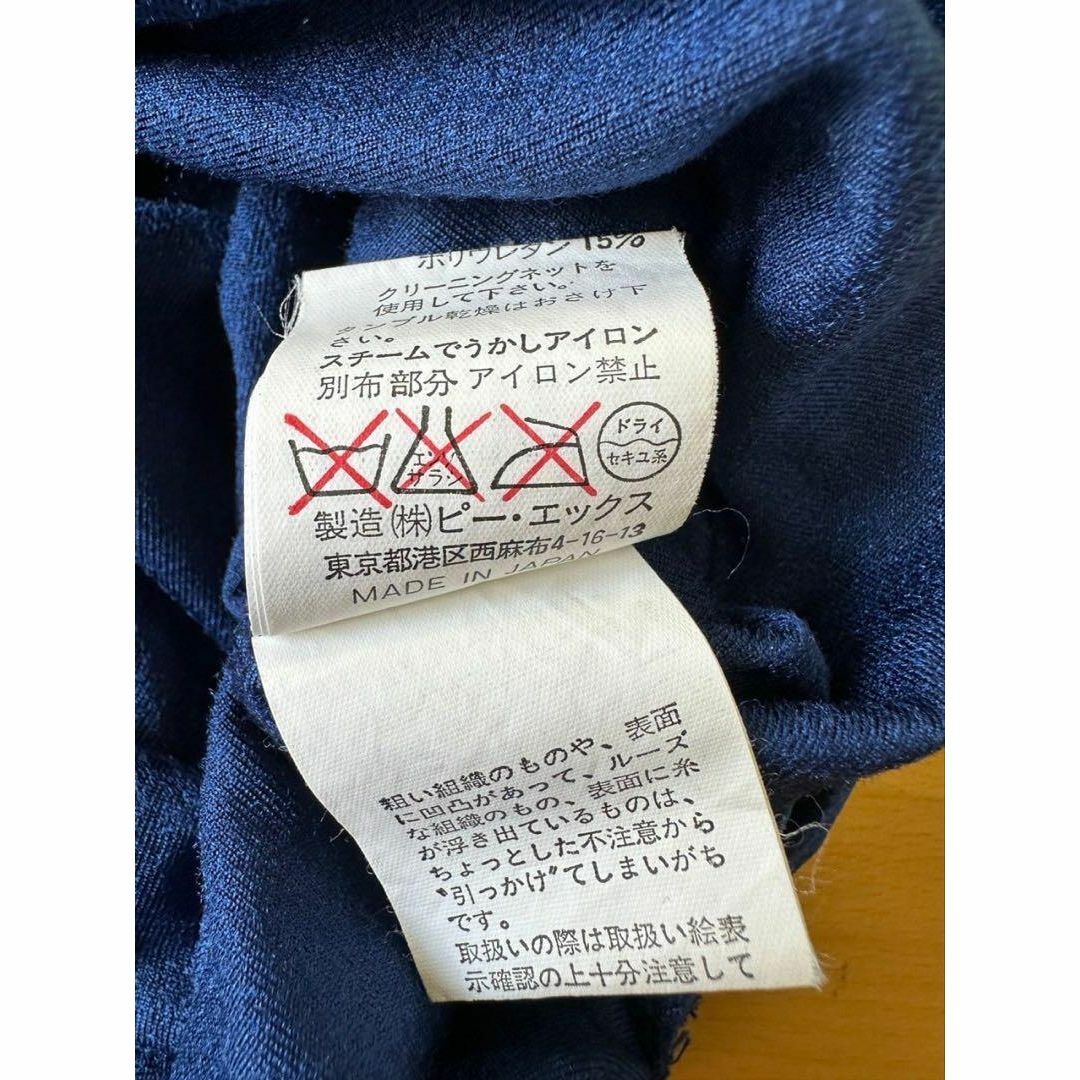 ポリウレタン 15%
クリーニングネットを
使用して下さい。
タンブル乾燥はおさけ下
さい。
スチームでうかしアイロン
別布部分 アイロン禁止
エンソ
サラシ
ドライ
セキユ系
製造(株)ピー・エックス
東京都港区西麻布4-16-13
MADE IN JAPAN
粗い組織のものや、表面
に凹凸があって、ルーズ
な組織のもの、表面に糸
が浮き出ているものは、
ちょっとした不注意から
〝引っかけ〟てしまいがち
です。
取扱いの際は取扱い絵表
示確認の上十分注意して